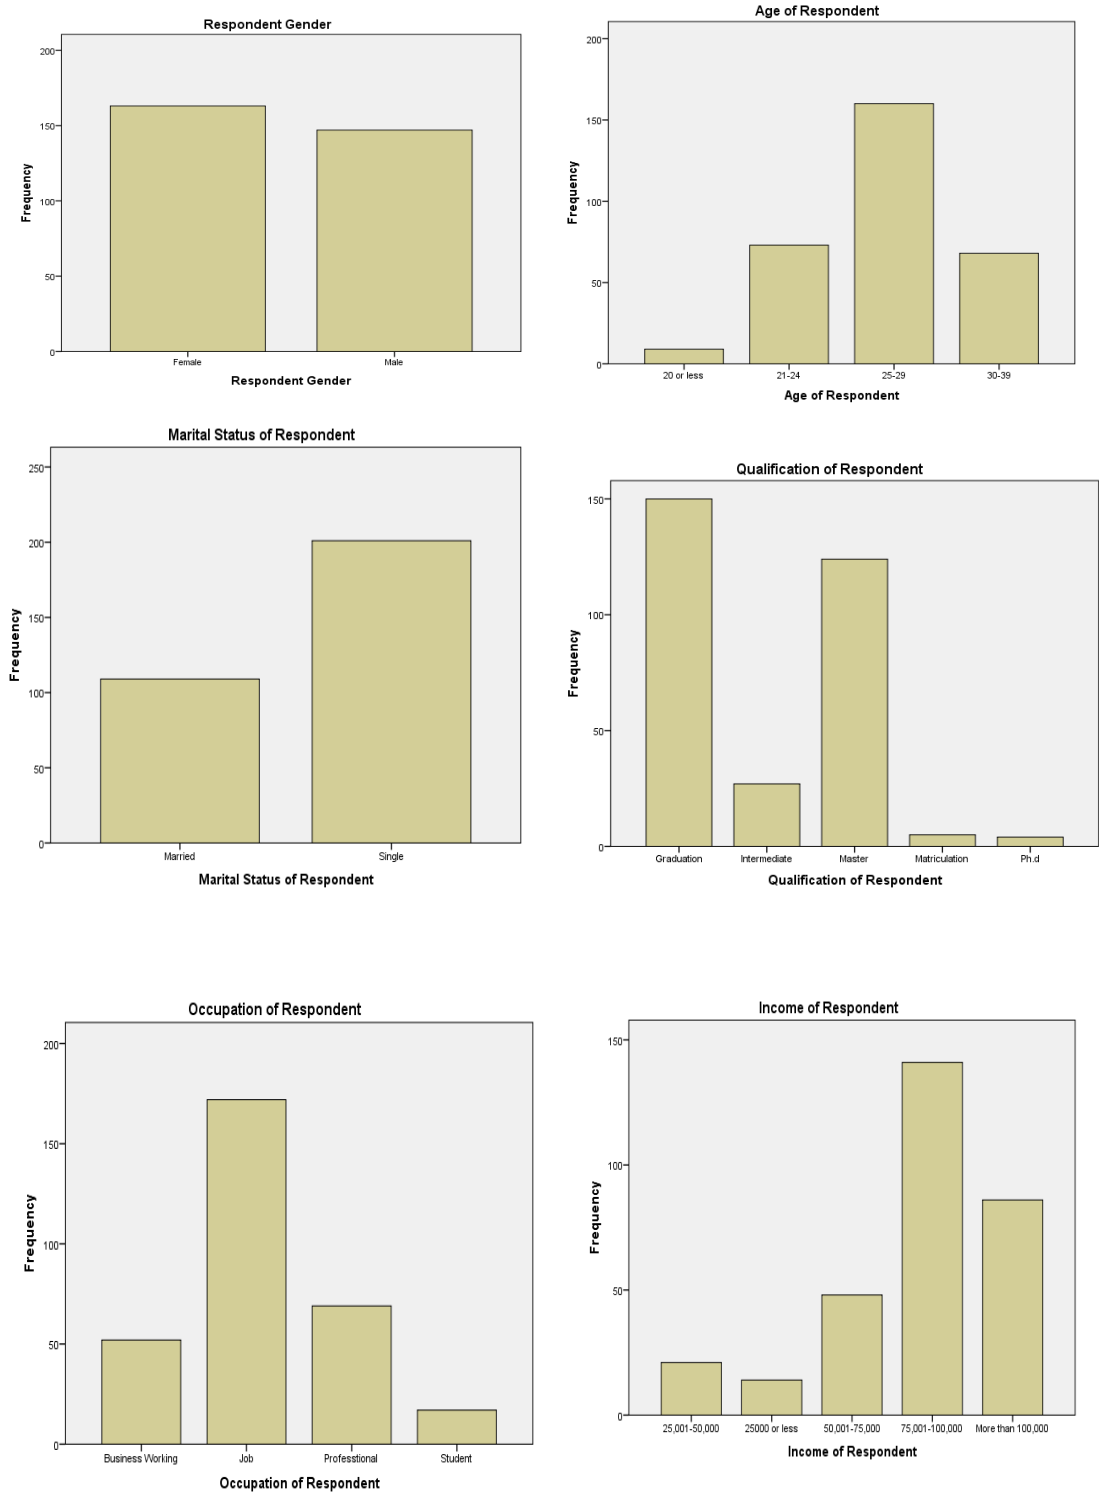 Respondent Gender
200
150
100
50
0
Frequency
Female Male
Respondent Gender
Age of Respondent
200
150
100
50
0
Frequency
20 or less 21-24 25-29 30-39
Age of Respondent
Marital Status of Respondent
250
200
150
100
50
0
Frequency
Married Single
Marital Status of Respondent
Qualification of Respondent
150
100
50
0
Frequency
Graduation Intermediate Master Matriculation Ph.d
Qualification of Respondent
Occupation of Respondent
200
150
100
50
0
Frequency
Business Working Job Professtional Student
Occupation of Respondent
Income of Respondent
150
100
50
0
Frequency
25,001-50,000 25000 or less 50,001-75,000 75,001-100,000 More than 100,000
Income of Respondent